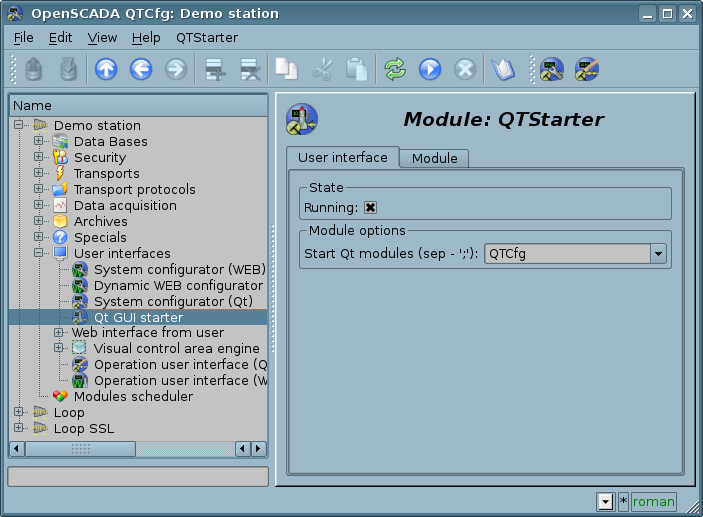 OpenSCADA QTCfg: Demo station
File Edit View Help QTStarter
Name
Demo station
Data Bases
Security
Transports
Transport protocols
Data acquisition
Archives
Specials
User interfaces
System configurator (WEB)
Dynamic WEB configurator
System configurator (Qt)
Qt GUI starter
Web interface from user
Visual control area engine
Operation user interface (Q
Operation user interface (W
Modules scheduler
Loop
Loop SSL
Module: QTStarter
User interface Module
State
Running:
Module options
Start Qt modules (sep - ';'): QTCfg
* roman